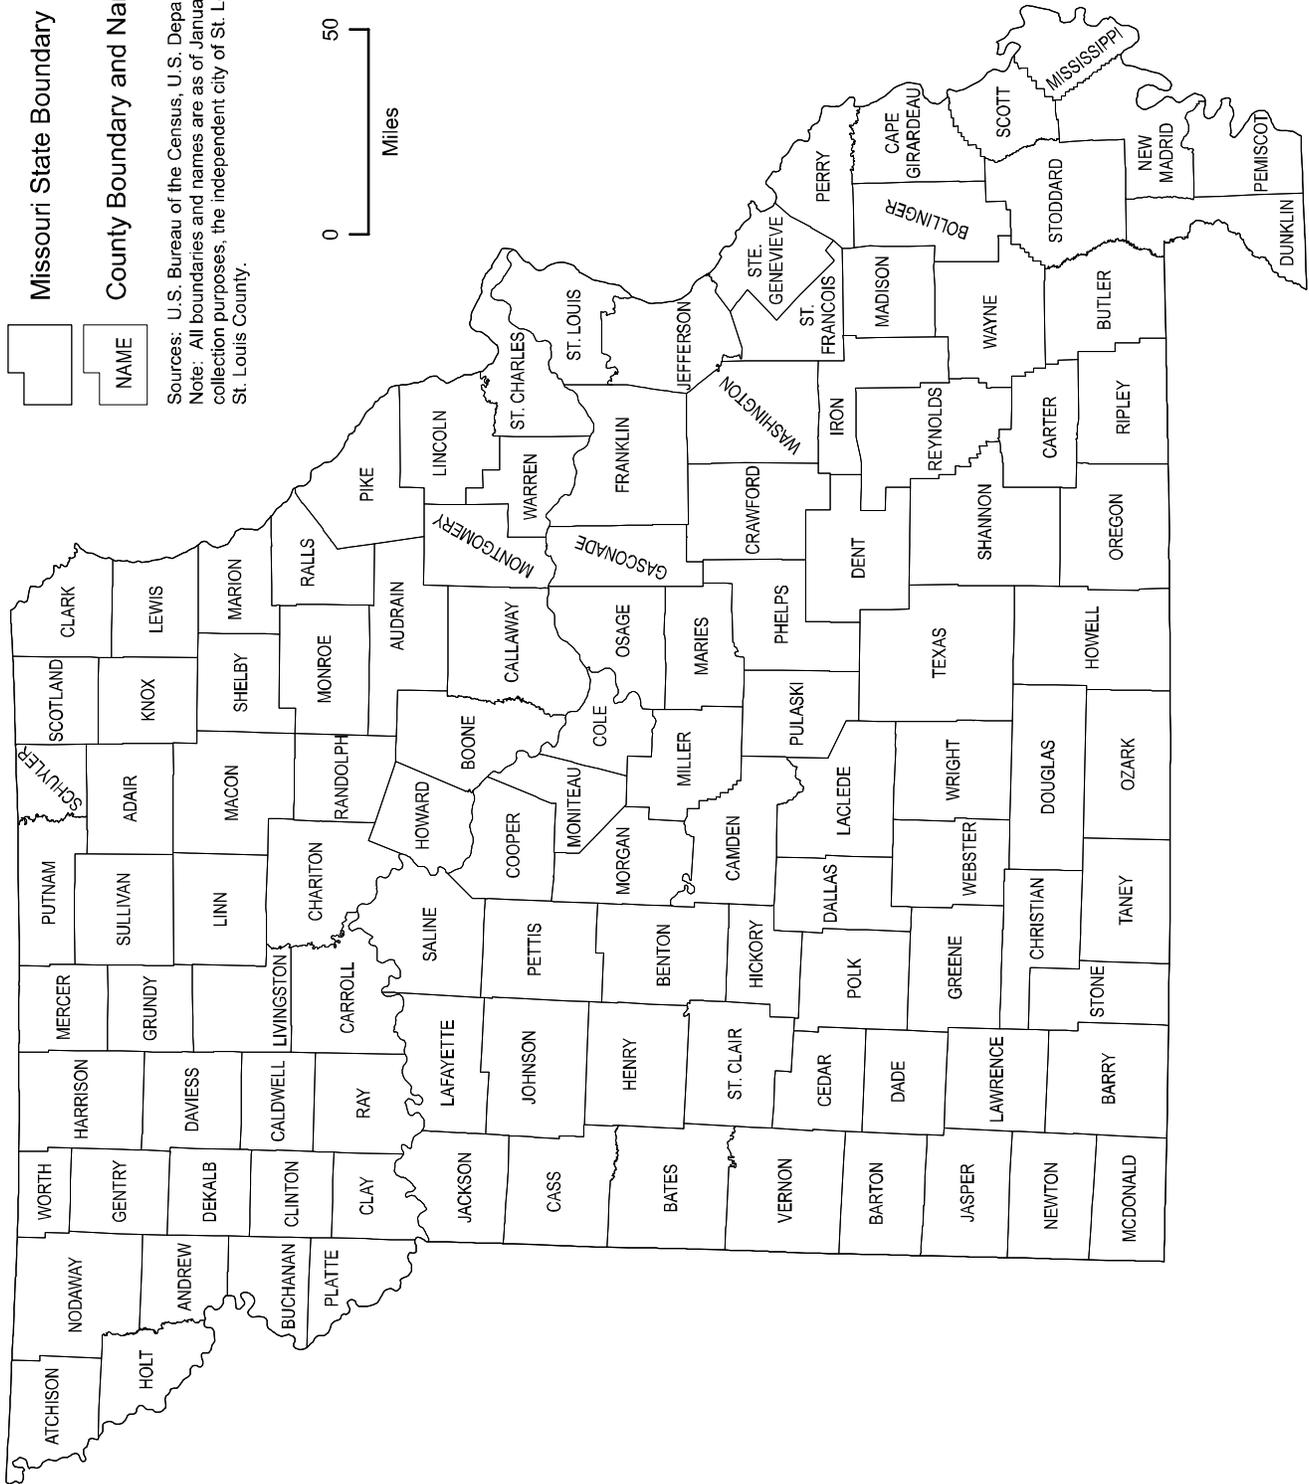 Missouri State Boundary
County Boundary and Na
NAME
Sources: U.S. Bureau of the Census, U.S. Depa
Note: All boundaries and names are as of Janua
collection purposes, the independent city of St. L
St. Louis County.
0
50
Miles
ATCHISON
NODAWAY
WORTH
HARRISON
MERCER
PUTNAM
SCHUYLER
SCOTLAND
CLARK
HOLT
ANDREW
GENTRY
DEKALB
DAVIESS
GRUNDY
SULLIVAN
ADAIR
KNOX
LEWIS
BUCHANAN
CLINTON
CALDWELL
LIVINGSTON
LINN
MACON
SHELBY
MARION
PLATTE
CLAY
RAY
CARROLL
CHARITON
RANDOLPH
MONROE
RALLS
PIKE
AUDRAIN
JACKSON
LAFAYETTE
SALINE
HOWARD
BOONE
CALLAWAY
MONTGOMERY
LINCOLN
WARREN
ST. CHARLES
ST. LOUIS
CASS
JOHNSON
PETTIS
COOPER
MONITEAU
COLE
OSAGE
GASCONADE
FRANKLIN
JEFFERSON
BATES
HENRY
BENTON
MORGAN
MILLER
MARIES
CRAWFORD
WASHINGTON
STE.
GENEVIEVE
ST.
FRANCOIS
PERRY
VERNON
ST. CLAIR
HICKORY
CAMDEN
PULASKI
PHELPS
DENT
IRON
MADISON
BOLLINGER
CAPE
GIRARDEAU
BARTON
CEDAR
DADE
POLK
DALLAS
LACLEDE
TEXAS
SHANNON
REYNOLDS
WAYNE
STODDARD
SCOTT
MISSISSIPPI
JASPER
LAWRENCE
GREENE
WEBSTER
WRIGHT
CARTER
BUTLER
NEW
MADRID
NEWTON
CHRISTIAN
DOUGLAS
HOWELL
OREGON
RIPLEY
MCDONALD
BARRY
STONE
TANEY
OZARK
DUNKLIN
PEMISCOT